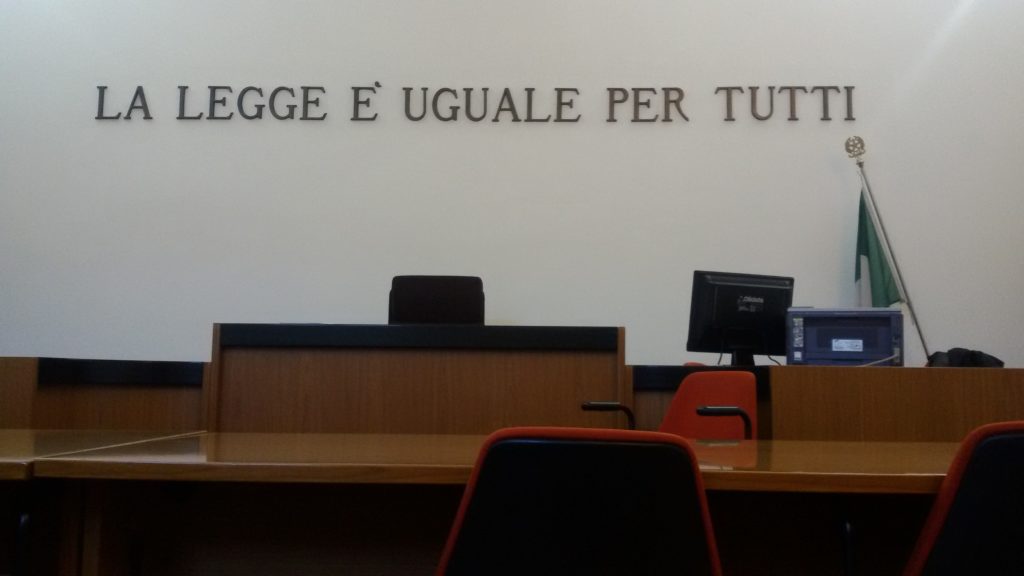 LA LEGGE E' UGUALE PER TUTTI